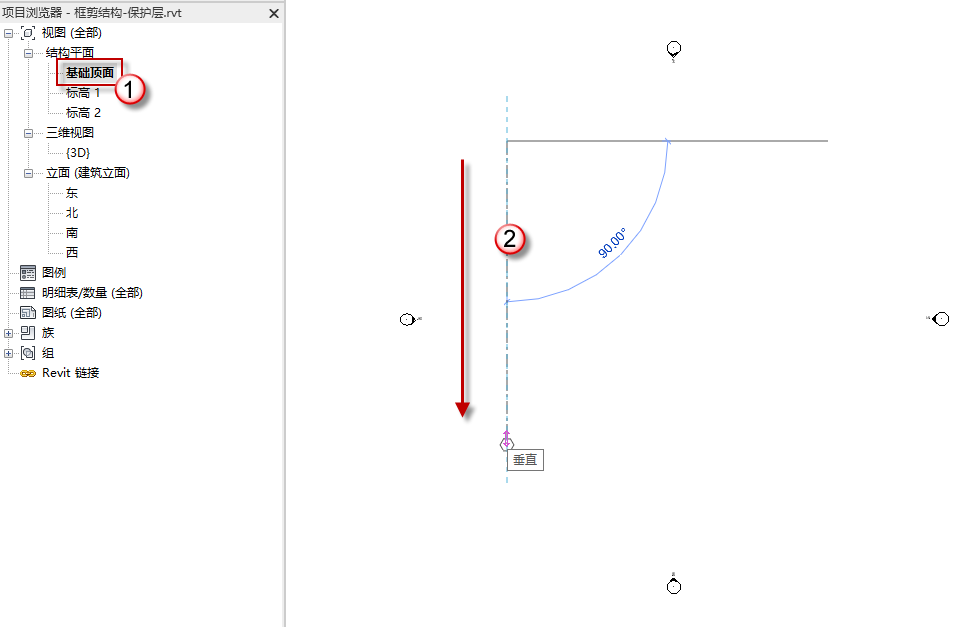 项目浏览器 - 框剪结构-保护层.rvt
视图 (全部)
结构平面
基础顶面
1
标高 1
标高 2
三维视图
{3D}
立面 (建筑立面)
东
北
南
西
图例
明细表/数量 (全部)
图纸 (全部)
族
组
Revit 链接
2
90.00°
垂直